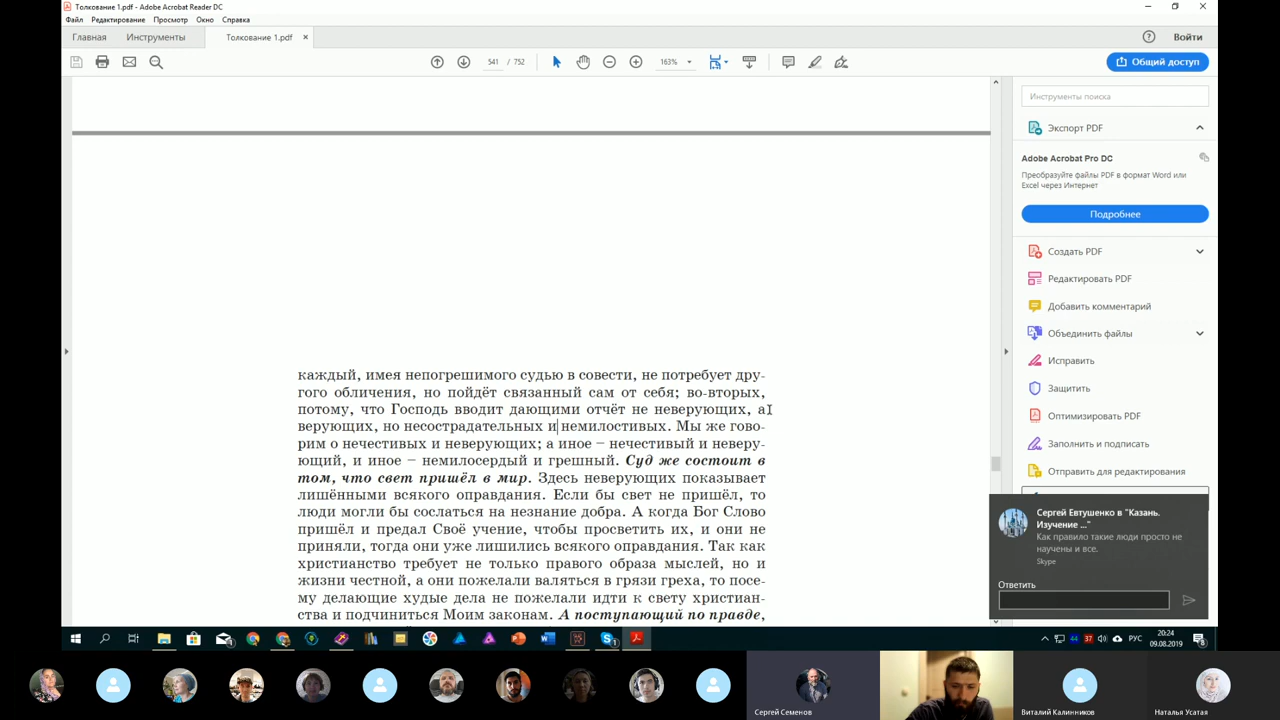 Толкование 1.pdf - Adobe Acrobat Reader DC
Файл Редактирование Просмотр Окно Справка
Главная Инструменты Толкование 1.pdf × Войти
541 / 752 163% Общий доступ
Инструменты поиска
Экспорт PDF
Adobe Acrobat Pro DC
Преобразуйте файлы PDF в формат Word или
Excel через Интернет
Подробнее
Создать PDF
Редактировать PDF
Добавить комментарий
Объединить файлы
Исправить
Защитить
Оптимизировать PDF
Заполнить и подписать
Отправить для редактирования
каждый, имея непогрешимого судью в совести, не потребует дру-
гого обличения, но пойдёт связанный сам от себя; во-вторых,
потому, что Господь вводит дающими отчёт не неверующих, а
верующих, но несострадательных и немилостивых. Мы же гово-
рим о нечестивых и неверующих; а иное – нечестивый и неверу-
ющий, и иное – немилосердый и грешный. Суд же состоит в
том, что свет пришёл в мир. Здесь неверующих показывает
лишёнными всякого оправдания. Если бы свет не пришёл, то
люди могли бы сослаться на незнание добра. А когда Бог Слово
пришёл и предал Своё учение, чтобы просветить их, и они не
приняли, тогда они уже лишились всякого оправдания. Так как
христианство требует не только правого образа мыслей, но и
жизни честной, а они пожелали валяться в грязи греха, то посе-
му делающие худые дела не пожелали идти к свету христиан-
ства и подчиниться Моим законам. А поступающий по правде,
Сергей Евтушенко в "Казань.
Изучение ..."
Как правило такие люди просто не
научены и все.
Skype
Ответить
44 37 РУС 20:24
09.08.2019
Сергей Семенов
Виталий Калинников
Наталья Усатая